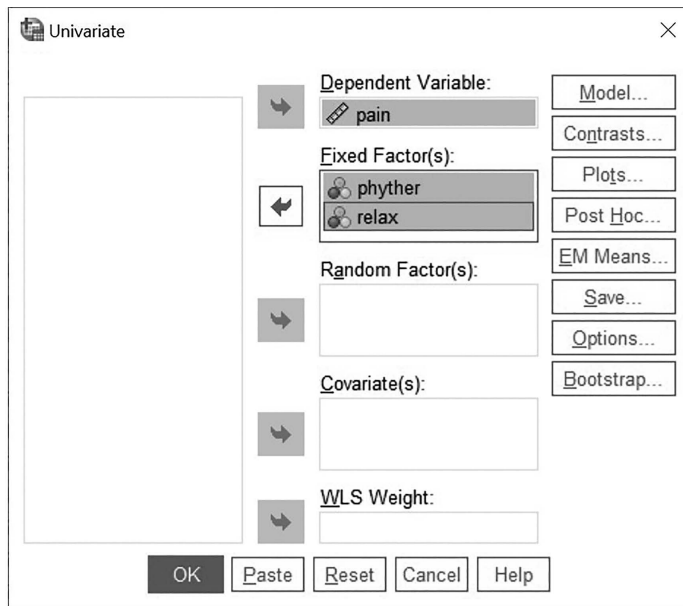 Univariate
Dependent Variable:
pain
Fixed Factor(s):
phyther
relax
Random Factor(s):
Covariate(s):
WLS Weight:
Model...
Contrasts...
Plots...
Post Hoc...
EM Means...
Save...
Options...
Bootstrap...
OK Paste Reset Cancel Help